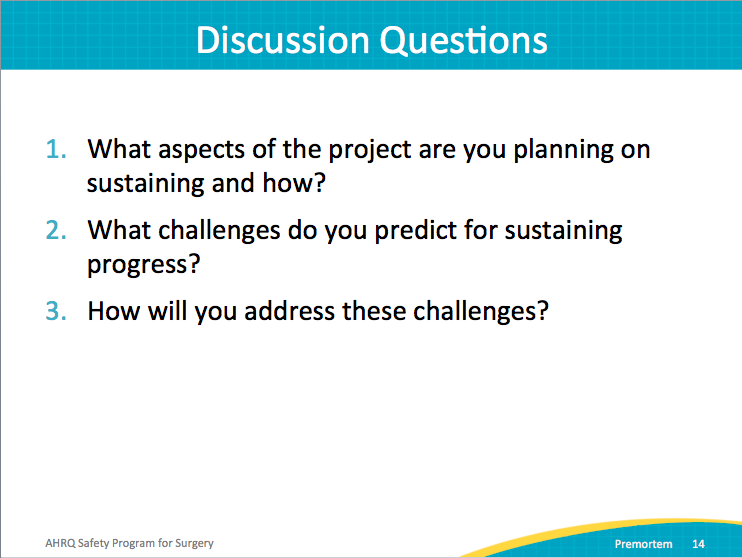 Discussion Questions
1. What aspects of the project are you planning on
sustaining and how?
2. What challenges do you predict for sustaining
progress?
3. How will you address these challenges?
AHRQ Safety Program for Surgery
Premortem 14